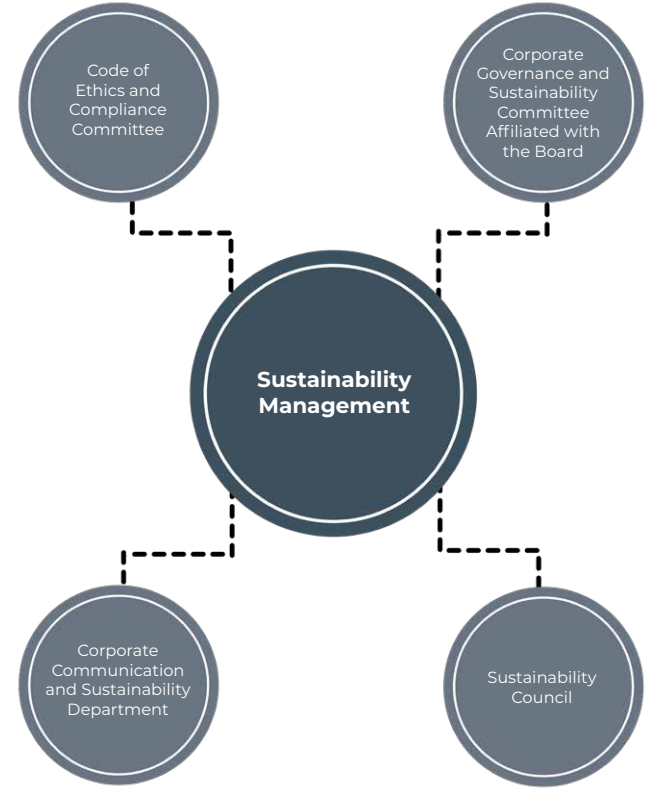 Code of
Ethics and
Compliance
Committee
Corporate
Governance and
Sustainability
Committee
Affiliated with
the Board
Sustainability
Management
Corporate
Communication
and Sustainability
Department
Sustainability
Council